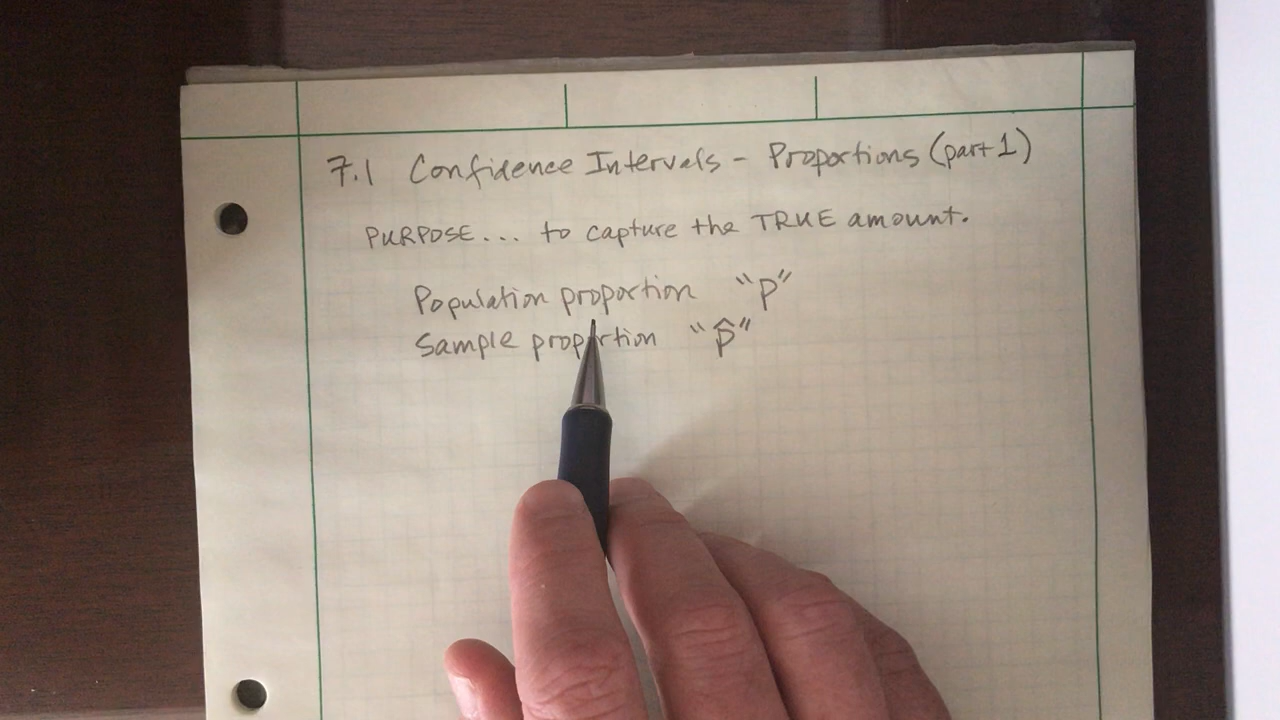 7.1 Confidence Intervals - Proportions (part 1)
PURPOSE... to capture the TRUE amount.
Population proportion "p"
Sample proportion "p̂"